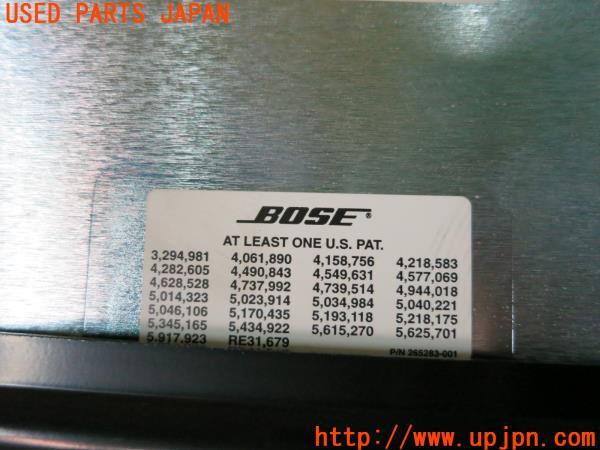 USED PARTS JAPAN
BOSE®
AT LEAST ONE U.S. PAT.
3,294,981 4,061,890 4,158,756 4,218,583
4,282,605 4,490,843 4,549,631 4,577,069
4,628,528 4,737,992 4,739,514 4,944,018
5,014,323 5,023,914 5,034,984 5,040,221
5,046,106 5,170,435 5,193,118 5,218,175
5,345,165 5,434,922 5,615,270 5,625,701
5,917,923 RE31,679
P/N 265283-001
http://www.upjpn.com/